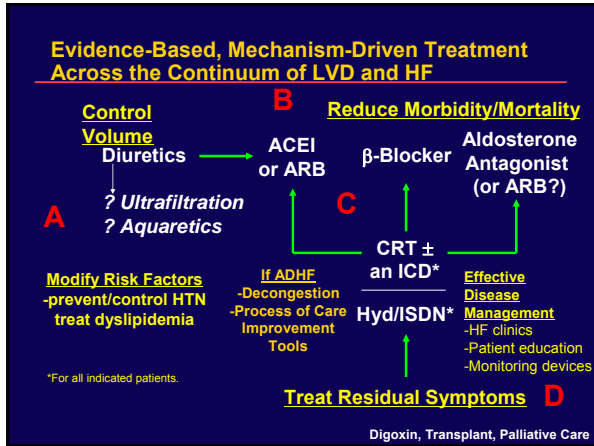 Evidence-Based, Mechanism-Driven Treatment
Across the Continuum of LVD and HF
B
Control
Volume
Reduce Morbidity/Mortality
Diuretics
ACEI
or ARB
β-Blocker
Aldosterone
Antagonist
(or ARB?)
? Ultrafiltration
? Aquaretics
A
C
CRT ±
an ICD*
Hyd/ISDN*
Modify Risk Factors
-prevent/control HTN
treat dyslipidemia
If ADHF
-Decongestion
-Process of Care
Improvement
Tools
Effective
Disease
Management
-HF clinics
-Patient education
-Monitoring devices
*For all indicated patients.
Treat Residual Symptoms
D
Digoxin, Transplant, Palliative Care